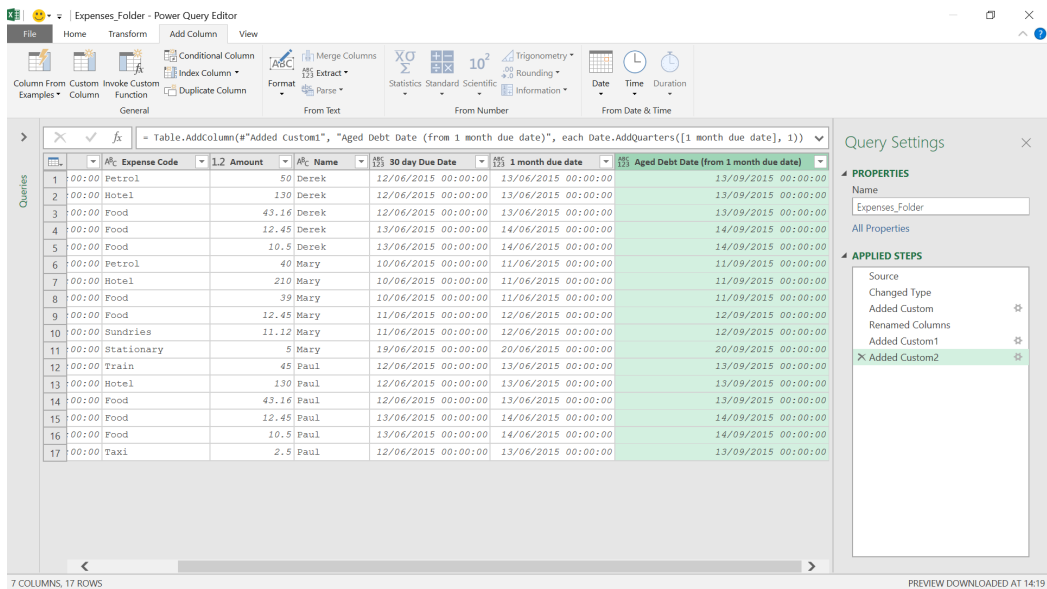 Expenses_Folder - Power Query Editor
File Home Transform Add Column View
Column From Examples Custom Column Invoke Custom Function
Conditional Column
Index Column
Duplicate Column
General
ABC Format
Merge Columns
ABC 123 Extract
abc Parse
From Text
XΟ Σ Statistics Standard 10² Scientific
Trigonometry
.00 Rounding
Information
From Number
Date Time Duration
From Date & Time
fx = Table.AddColumn(#"Added Custom1", "Aged Debt Date (from 1 month due date)", each Date.AddQuarters([1 month due date], 1))
Queries
ABC Expense Code 1.2 Amount ABC Name ABC 123 30 day Due Date ABC 123 1 month due date ABC 123 Aged Debt Date (from 1 month due date)
1 :00:00 Petrol 50 Derek 12/06/2015 00:00:00 13/06/2015 00:00:00 13/09/2015 00:00:00
2 :00:00 Hotel 130 Derek 12/06/2015 00:00:00 13/06/2015 00:00:00 13/09/2015 00:00:00
3 :00:00 Food 43.16 Derek 12/06/2015 00:00:00 13/06/2015 00:00:00 13/09/2015 00:00:00
4 :00:00 Food 12.45 Derek 13/06/2015 00:00:00 14/06/2015 00:00:00 14/09/2015 00:00:00
5 :00:00 Food 10.5 Derek 13/06/2015 00:00:00 14/06/2015 00:00:00 14/09/2015 00:00:00
6 :00:00 Petrol 40 Mary 10/06/2015 00:00:00 11/06/2015 00:00:00 11/09/2015 00:00:00
7 :00:00 Hotel 210 Mary 10/06/2015 00:00:00 11/06/2015 00:00:00 11/09/2015 00:00:00
8 :00:00 Food 39 Mary 10/06/2015 00:00:00 11/06/2015 00:00:00 11/09/2015 00:00:00
9 :00:00 Food 12.45 Mary 11/06/2015 00:00:00 12/06/2015 00:00:00 12/09/2015 00:00:00
10 :00:00 Sundries 11.12 Mary 11/06/2015 00:00:00 12/06/2015 00:00:00 12/09/2015 00:00:00
11 :00:00 Stationary 5 Mary 19/06/2015 00:00:00 20/06/2015 00:00:00 20/09/2015 00:00:00
12 :00:00 Train 45 Paul 12/06/2015 00:00:00 13/06/2015 00:00:00 13/09/2015 00:00:00
13 :00:00 Hotel 130 Paul 12/06/2015 00:00:00 13/06/2015 00:00:00 13/09/2015 00:00:00
14 :00:00 Food 43.16 Paul 12/06/2015 00:00:00 13/06/2015 00:00:00 13/09/2015 00:00:00
15 :00:00 Food 12.45 Paul 13/06/2015 00:00:00 14/06/2015 00:00:00 14/09/2015 00:00:00
16 :00:00 Food 10.5 Paul 13/06/2015 00:00:00 14/06/2015 00:00:00 14/09/2015 00:00:00
17 :00:00 Taxi 2.5 Paul 12/06/2015 00:00:00 13/06/2015 00:00:00 13/09/2015 00:00:00
Query Settings
PROPERTIES
Name
Expenses_Folder
All Properties
APPLIED STEPS
Source
Changed Type
Added Custom
Renamed Columns
Added Custom1
Added Custom2
7 COLUMNS, 17 ROWS
PREVIEW DOWNLOADED AT 14:19